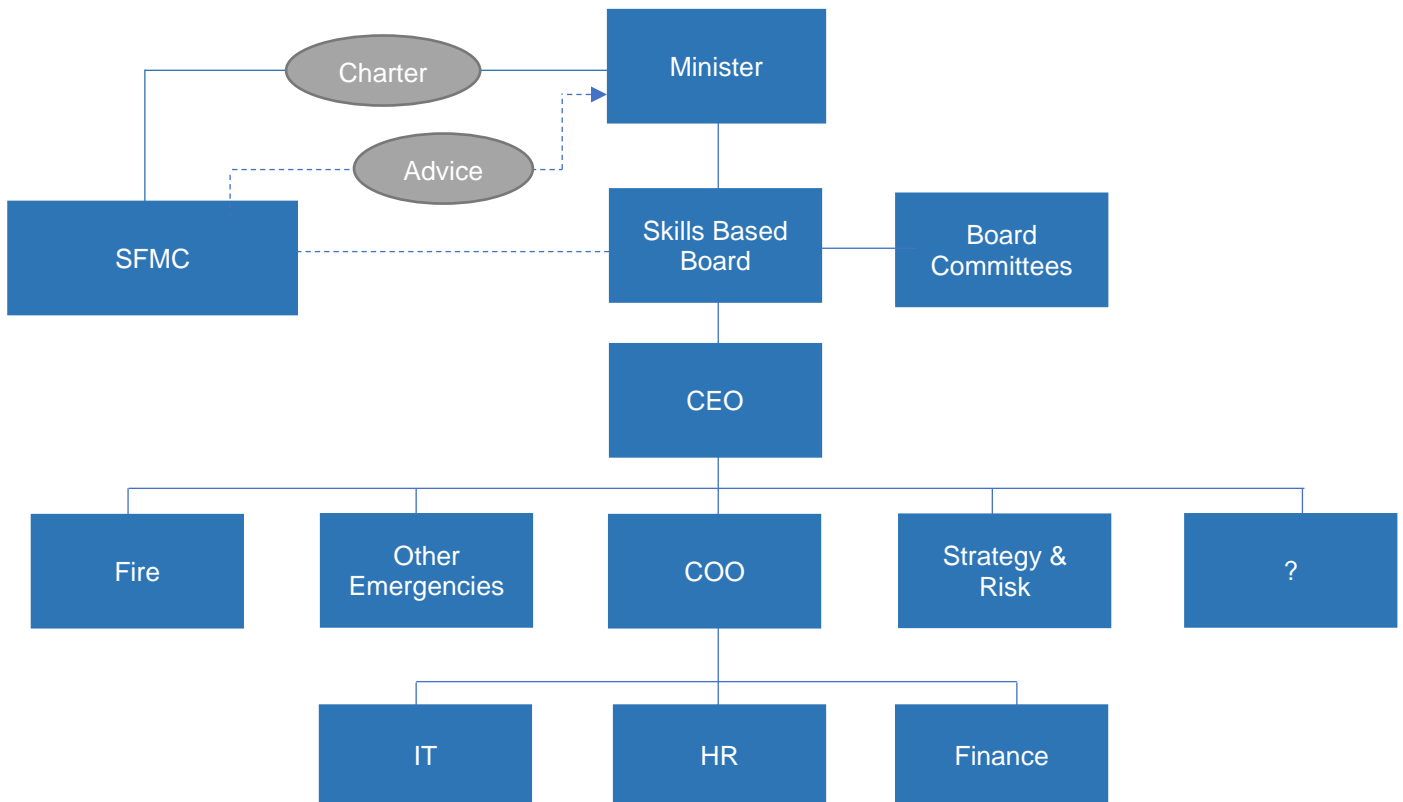 Charter
Minister
Advice
SFMC
Skills Based
Board
Board
Committees
CEO
Fire
Other
Emergencies
COO
Strategy &
Risk
?
IT
HR
Finance